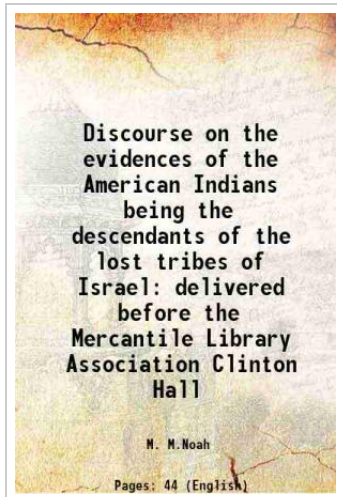 Discourse on the
evidences of the
American Indians
being the
descendants of the
lost tribes of
Israel: delivered
before the
Mercantile Library
Association Clinton
Hall
M. M.Noah
Pages: 44 (English)